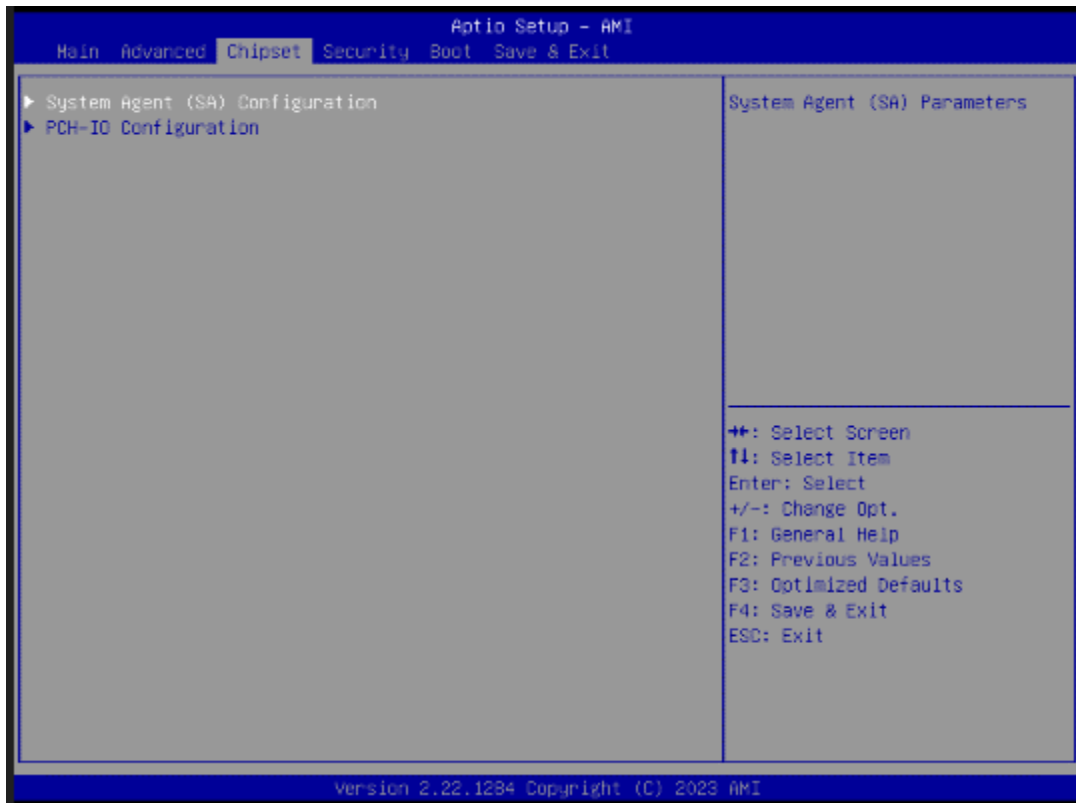 Aptio Setup - AMI
Main Advanced Chipset Security Boot Save & Exit
▶ System Agent (SA) Configuration
▶ PCH-IO Configuration
System Agent (SA) Parameters
→←: Select Screen
↑↓: Select Item
Enter: Select
+/-: Change Opt.
F1: General Help
F2: Previous Values
F3: Optimized Defaults
F4: Save & Exit
ESC: Exit
Version 2.22.1284 Copyright (C) 2023 AMI